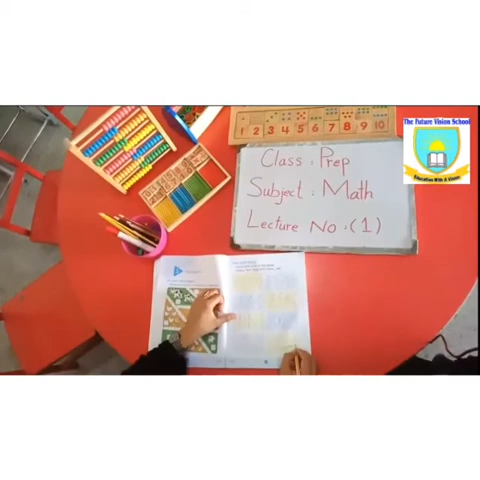 The Future Vision School
Education With A Vision
1 2 3 4 5 6 7 8 9 10
Class : Prep
Subject : Math
Lecture No : (1)